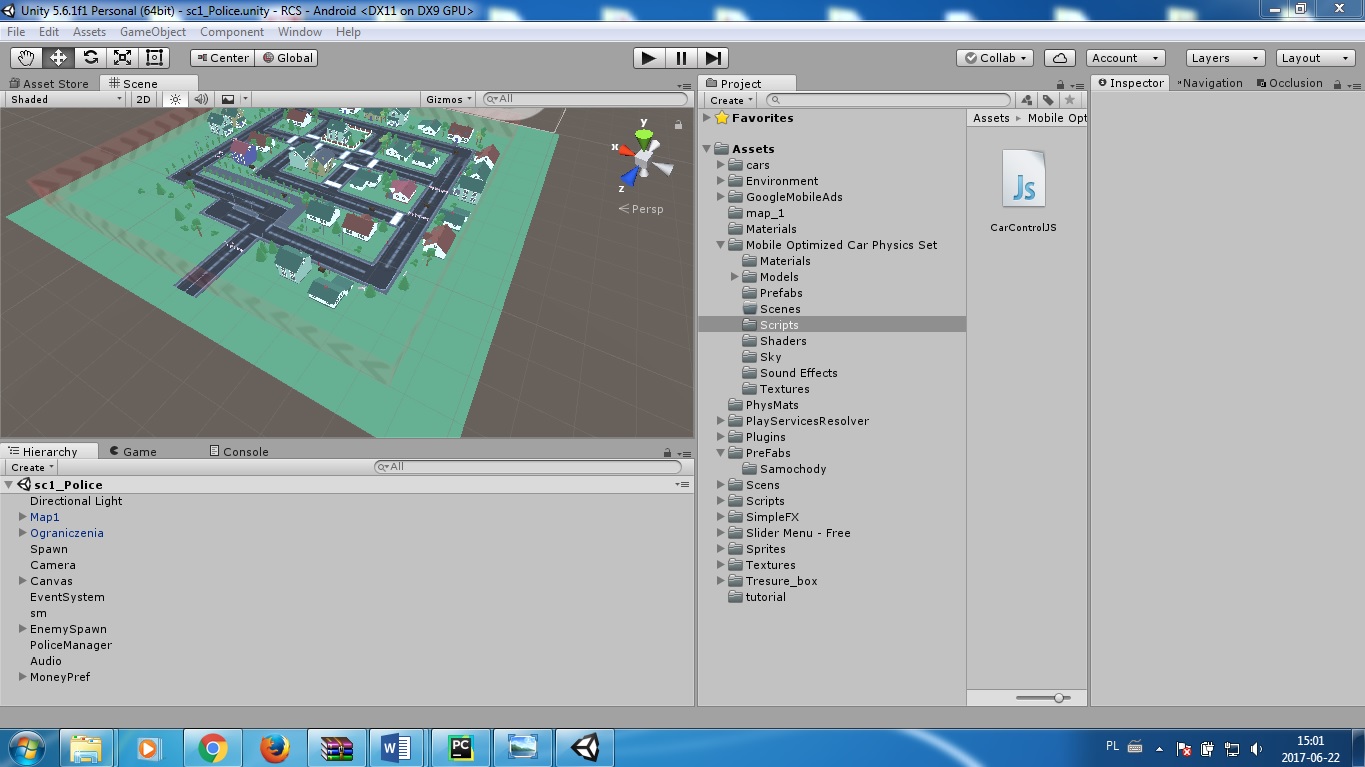 Unity 5.6.1f1 Personal (64bit) - sc1_Police.unity - RCS - Android <DX11 on DX9 GPU>
File Edit Assets GameObject Component Window Help
Center Global Collab Account Layers Layout
Asset Store Scene
Shaded 2D Gizmos All
y
x
z
Persp
Hierarchy Game Console
Create All
sc1_Police
Directional Light
Map1
Ograniczenia
Spawn
Camera
Canvas
EventSystem
sm
EnemySpawn
PoliceManager
Audio
MoneyPref
Project
Create
Favorites
Assets
cars
Environment
GoogleMobileAds
map_1
Materials
Mobile Optimized Car Physics Set
Materials
Models
Prefabs
Scenes
Scripts
Shaders
Sky
Sound Effects
Textures
PhysMats
PlayServicesResolver
Plugins
PreFabs
Samochody
Scens
Scripts
SimpleFX
Slider Menu - Free
Sprites
Textures
Tresure_box
tutorial
Assets Mobile Opt
Js
CarControlJS
Inspector Navigation Occlusion
W PC PL 15:01
2017-06-22